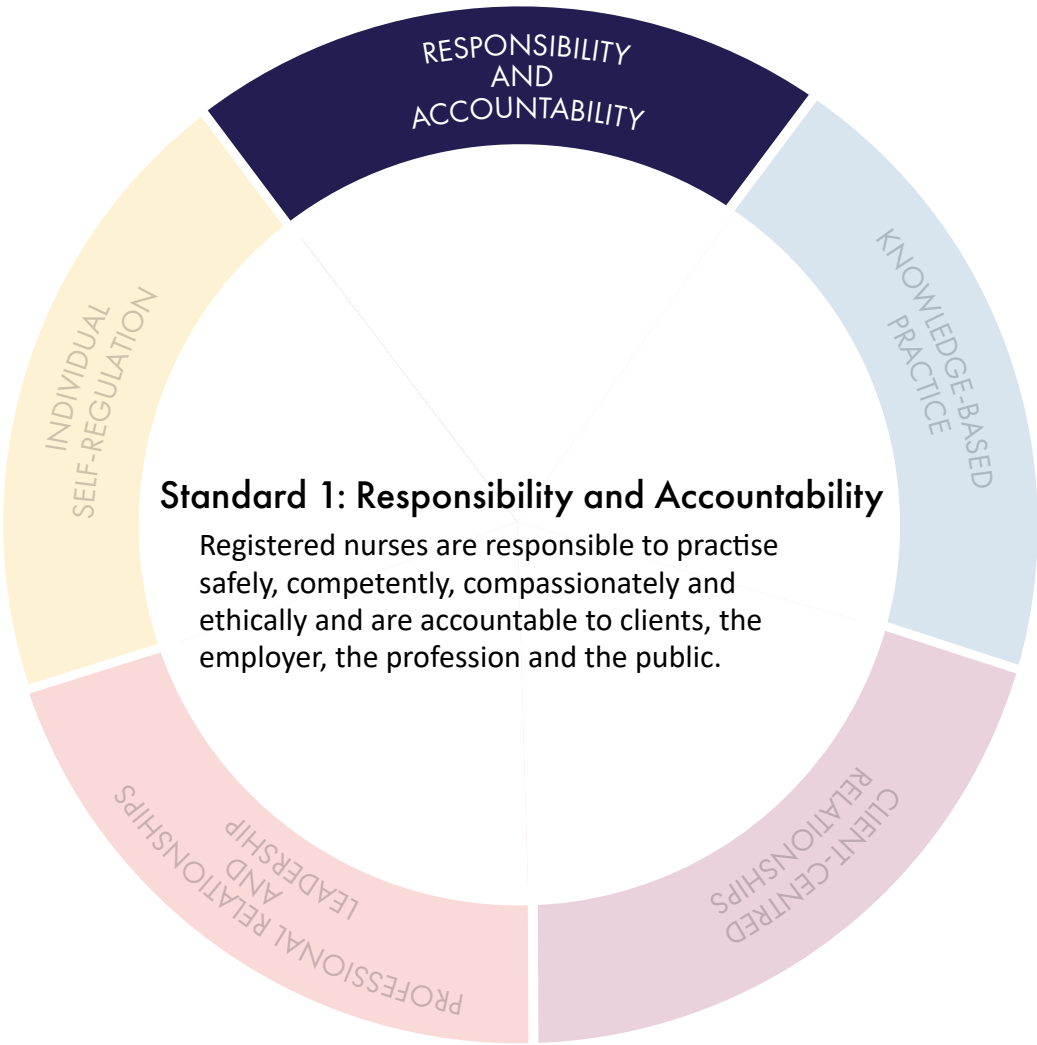 RESPONSIBILITY
AND
ACCOUNTABILITY
KNOWLEDGE-BASED
PRACTICE
CLIENT-CENTRED
RELATIONSHIPS
PROFESSIONAL RELATIONSHIPS
AND
LEADERSHIP
INDIVIDUAL
SELF-REGULATION
Standard 1: Responsibility and Accountability
Registered nurses are responsible to practise
safely, competently, compassionately and
ethically and are accountable to clients, the
employer, the profession and the public.